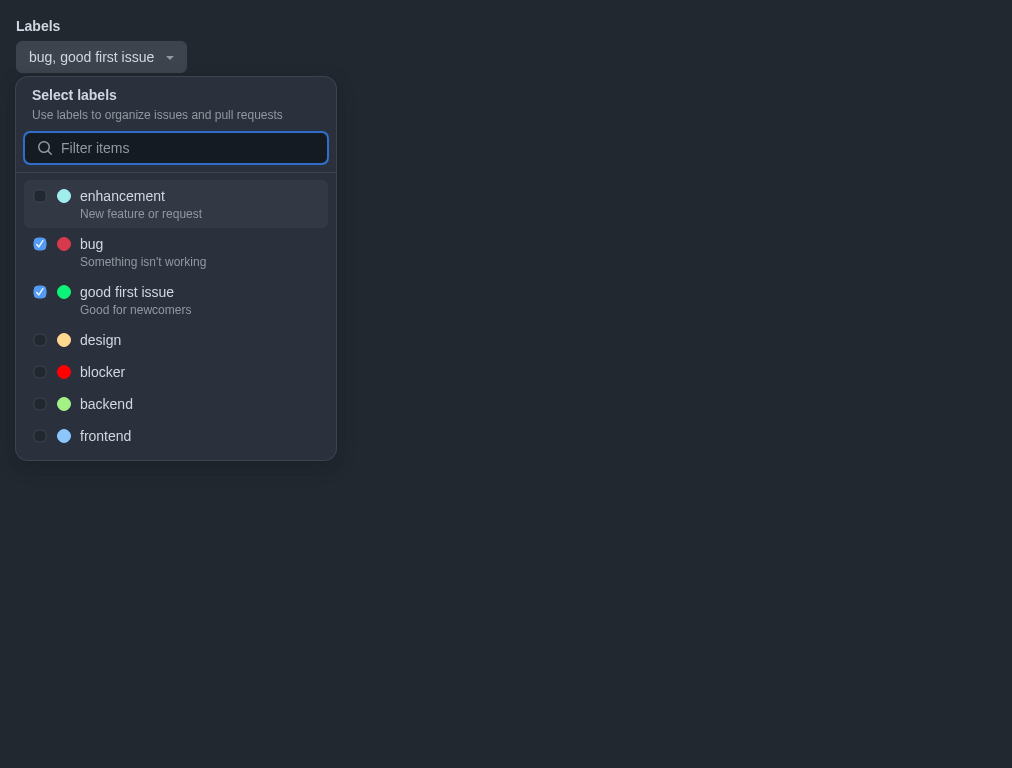 Labels
bug, good first issue
Select labels
Use labels to organize issues and pull requests
Filter items
enhancement
New feature or request
bug
Something isn't working
good first issue
Good for newcomers
design
blocker
backend
frontend